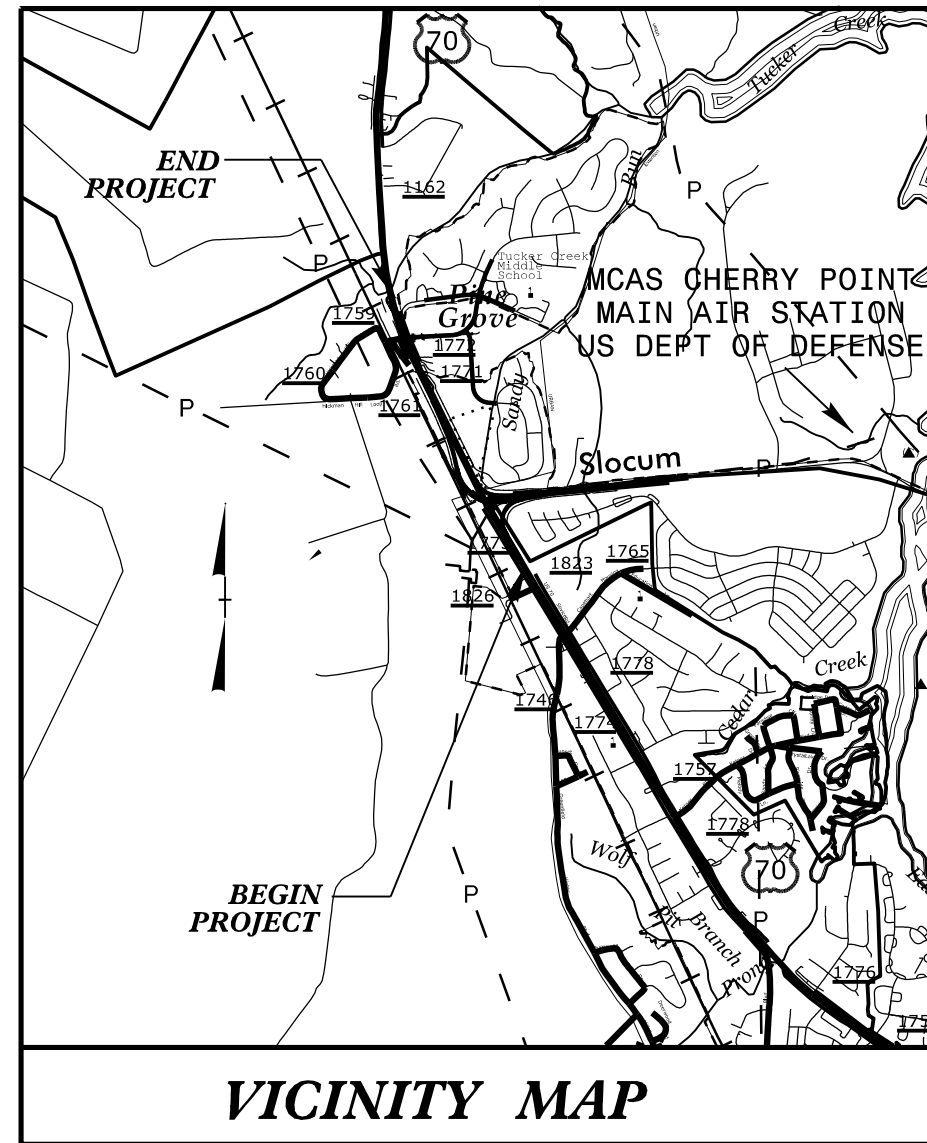 70
Creek
Tucker
END
PROJECT
1162
Run
P
P
Tucker Creek
Middle
School
MCAS CHERRY POINT
MAIN AIR STATION
US DEPT OF DEFENSE
Pine
Grove
1759
1772
1760
1771
1761
P
Sandy
Slocum
P
1823
1765
1826
1778
Creek
Cedar
1774
1757
1778
Wolf
70
BEGIN
PROJECT
P
Pit
Branch
Prong
P
1776
VICINITY MAP